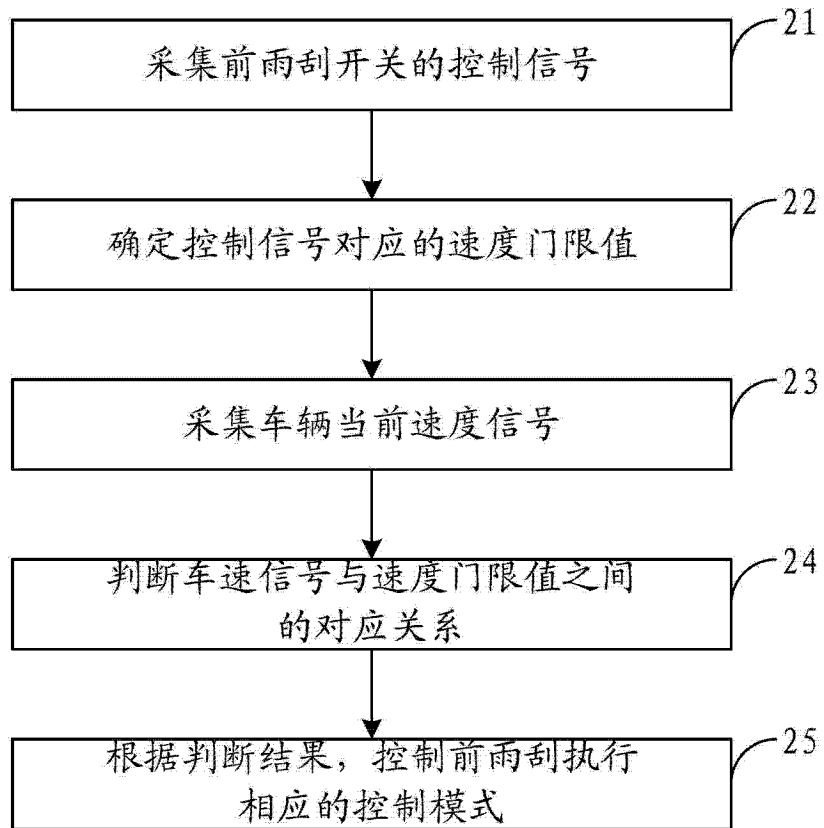 采集前雨刮开关的控制信号
21
确定控制信号对应的速度门限值
22
采集车辆当前速度信号
23
判断车速信号与速度门限值之间
的对应关系
24
根据判断结果，控制前雨刮执行
相应的控制模式
25